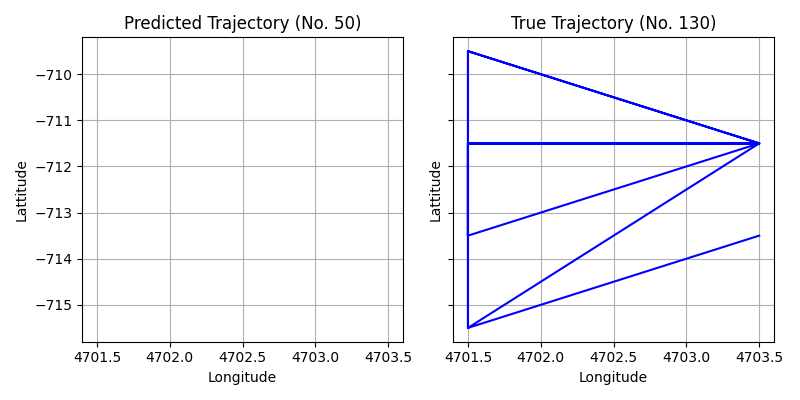 Predicted Trajectory (No. 50)
Lattitude
−710
−711
−712
−713
−714
−715
4701.5 4702.0 4702.5 4703.0 4703.5
Longitude
True Trajectory (No. 130)
Lattitude
4701.5 4702.0 4702.5 4703.0 4703.5
Longitude